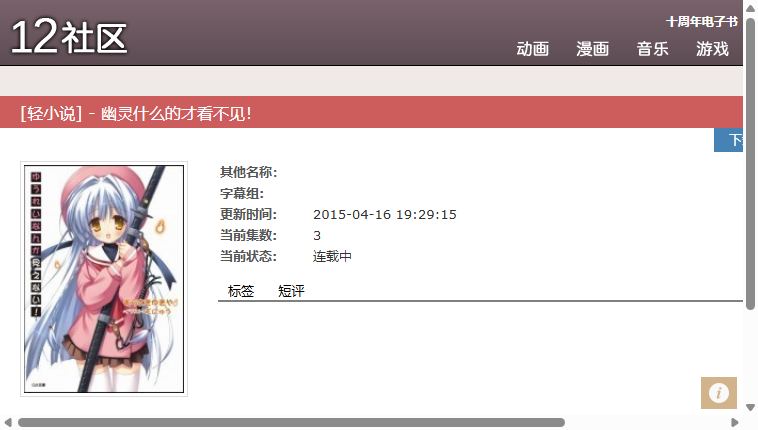 12社区
十周年电子书
动画 漫画 音乐 游戏
[轻小说] - 幽灵什么的才看不见!
下
ゆうれいなんか見えない!
其他名称:
字幕组:
更新时间: 2015-04-16 19:29:15
当前集数: 3
当前状态: 连载中
标签 短评